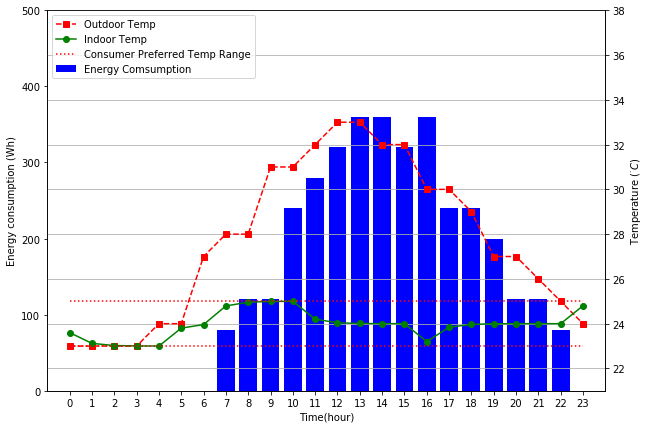 Outdoor Temp
Indoor Temp
Consumer Preferred Temp Range
Energy Comsumption
500
400
300
200
100
0
Energy consumption (Wh)
38
36
34
32
30
28
26
24
22
Temperature (°C)
0 1 2 3 4 5 6 7 8 9 10 11 12 13 14 15 16 17 18 19 20 21 22 23
Time(hour)